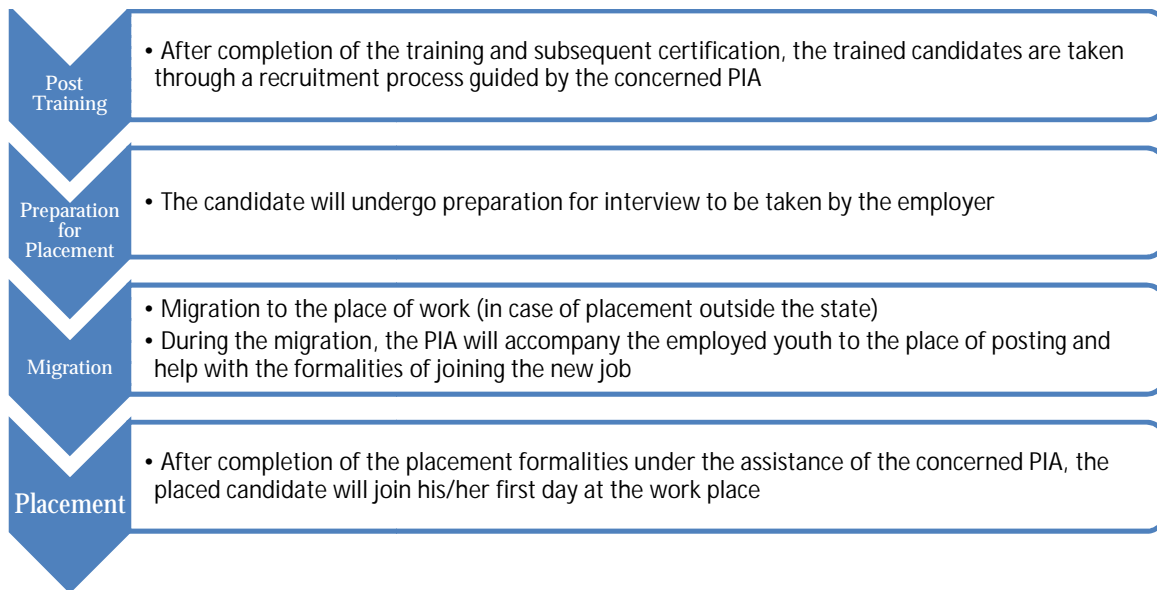 Post
Training
• After completion of the training and subsequent certification, the trained candidates are taken
through a recruitment process guided by the concerned PIA
Preparation
for
Placement
• The candidate will undergo preparation for interview to be taken by the employer
Migration
• Migration to the place of work (in case of placement outside the state)
• During the migration, the PIA will accompany the employed youth to the place of posting and
help with the formalities of joining the new job
Placement
• After completion of the placement formalities under the assistance of the concerned PIA, the
placed candidate will join his/her first day at the work place